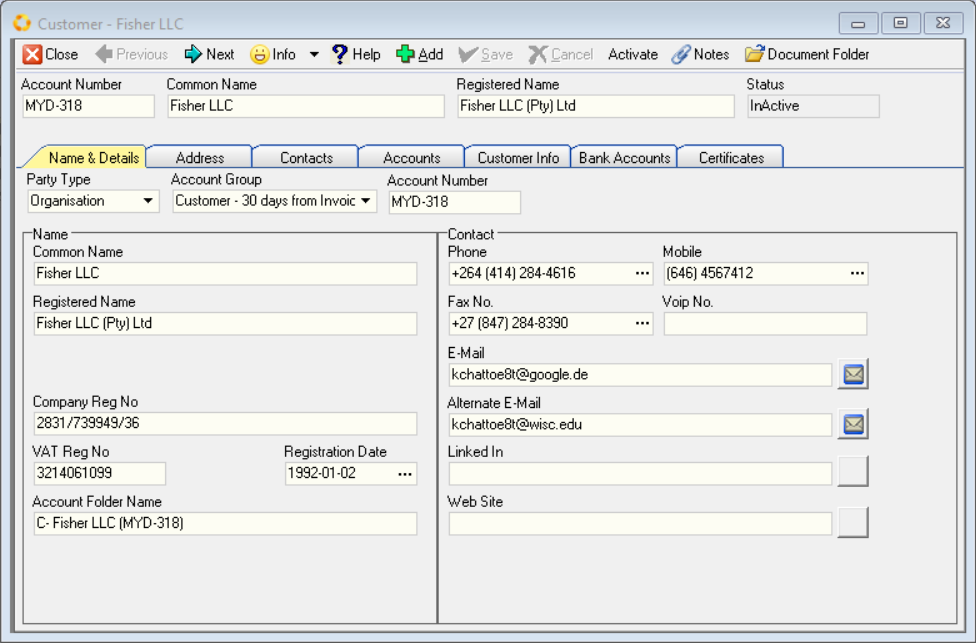 Customer - Fisher LLC
Close Previous Next Info Help Add Save Cancel Activate Notes Document Folder
Account Number Common Name Registered Name Status
MYD-318 Fisher LLC Fisher LLC (Pty) Ltd InActive
Name & Details Address Contacts Accounts Customer Info Bank Accounts Certificates
Party Type Account Group Account Number
Organisation Customer - 30 days from Invoic MYD-318
Name
Common Name
Fisher LLC
Registered Name
Fisher LLC (Pty) Ltd
Company Reg No
2831/739949/36
VAT Reg No Registration Date
3214061099 1992-01-02 ...
Account Folder Name
C- Fisher LLC (MYD-318)
Contact
Phone Mobile
+264 (414) 284-4616 ... (646) 4567412 ...
Fax No. Voip No.
+27 (847) 284-8390 ...
E-Mail
kchattoe8t@google.de
Alternate E-Mail
kchattoe8t@wisc.edu
Linked In
Web Site